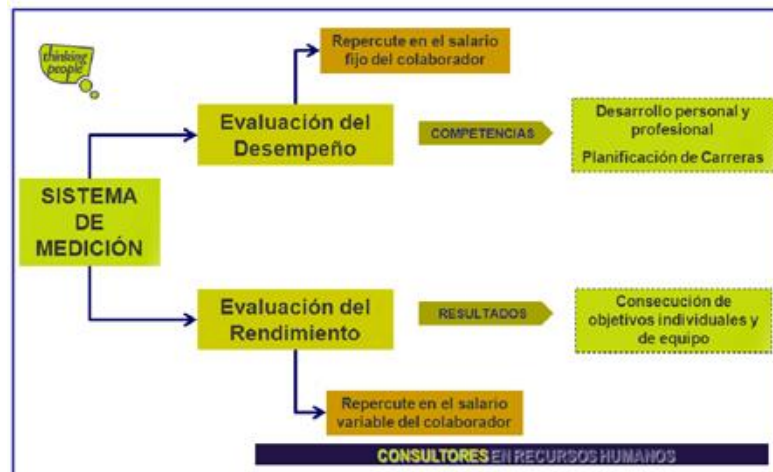 thinking
people
Repercute en el salario
fijo del colaborador
Evaluación del
Desempeño
COMPETENCIAS
Desarrollo personal y
profesional
Planificación de Carreras
SISTEMA
DE
MEDICIÓN
Evaluación del
Rendimiento
RESULTADOS
Consecución de
objetivos individuales y
de equipo
Repercute en el salario
variable del colaborador
CONSULTORES EN RECURSOS HUMANOS